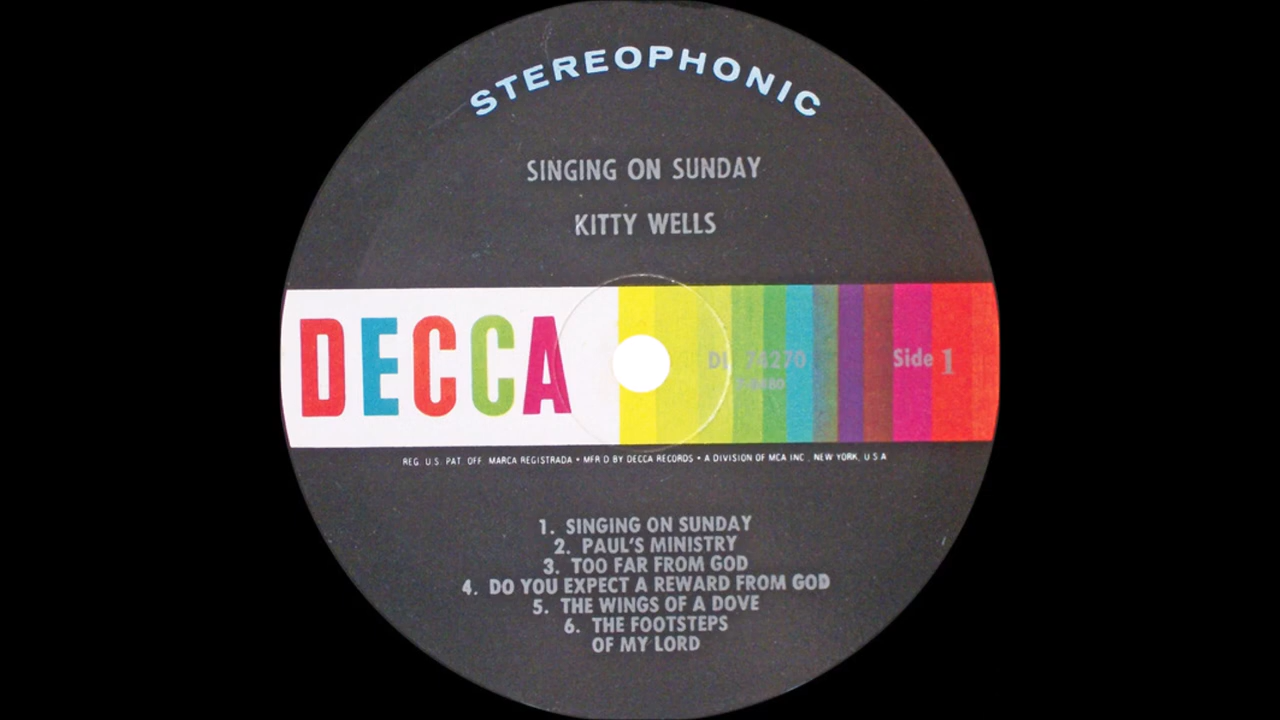 STEREOPHONIC
SINGING ON SUNDAY
KITTY WELLS
DECCA
DL 74270
Side 1
REG. U.S. PAT. OFF. MARCA REGISTRADA • MFR'D BY DECCA RECORDS • A DIVISION OF MCA INC., NEW YORK, U S A
1. SINGING ON SUNDAY
2. PAUL'S MINISTRY
3. TOO FAR FROM GOD
4. DO YOU EXPECT A REWARD FROM GOD
5. THE WINGS OF A DOVE
6. THE FOOTSTEPS
OF MY LORD